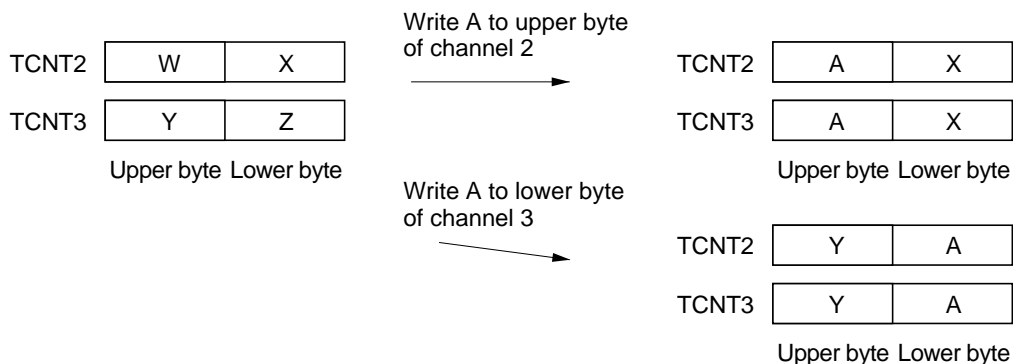 Write A to upper byte
of channel 2
TCNT2 W X
TCNT3 Y Z
Upper byte Lower byte
TCNT2 A X
TCNT3 A X
Upper byte Lower byte
Write A to lower byte
of channel 3
TCNT2 Y A
TCNT3 Y A
Upper byte Lower byte